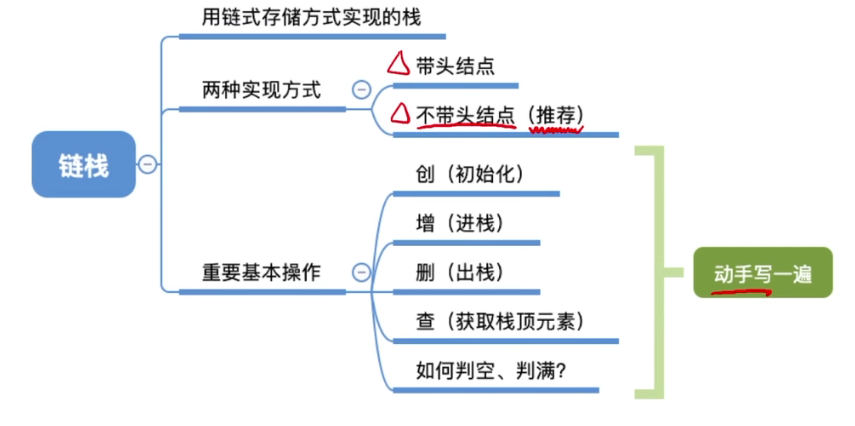 用链式存储方式实现的栈
两种实现方式
带头结点
不带头结点（推荐）
链栈
重要基本操作
创（初始化）
增（进栈）
删（出栈）
查（获取栈顶元素）
如何判空、判满?
动手写一遍